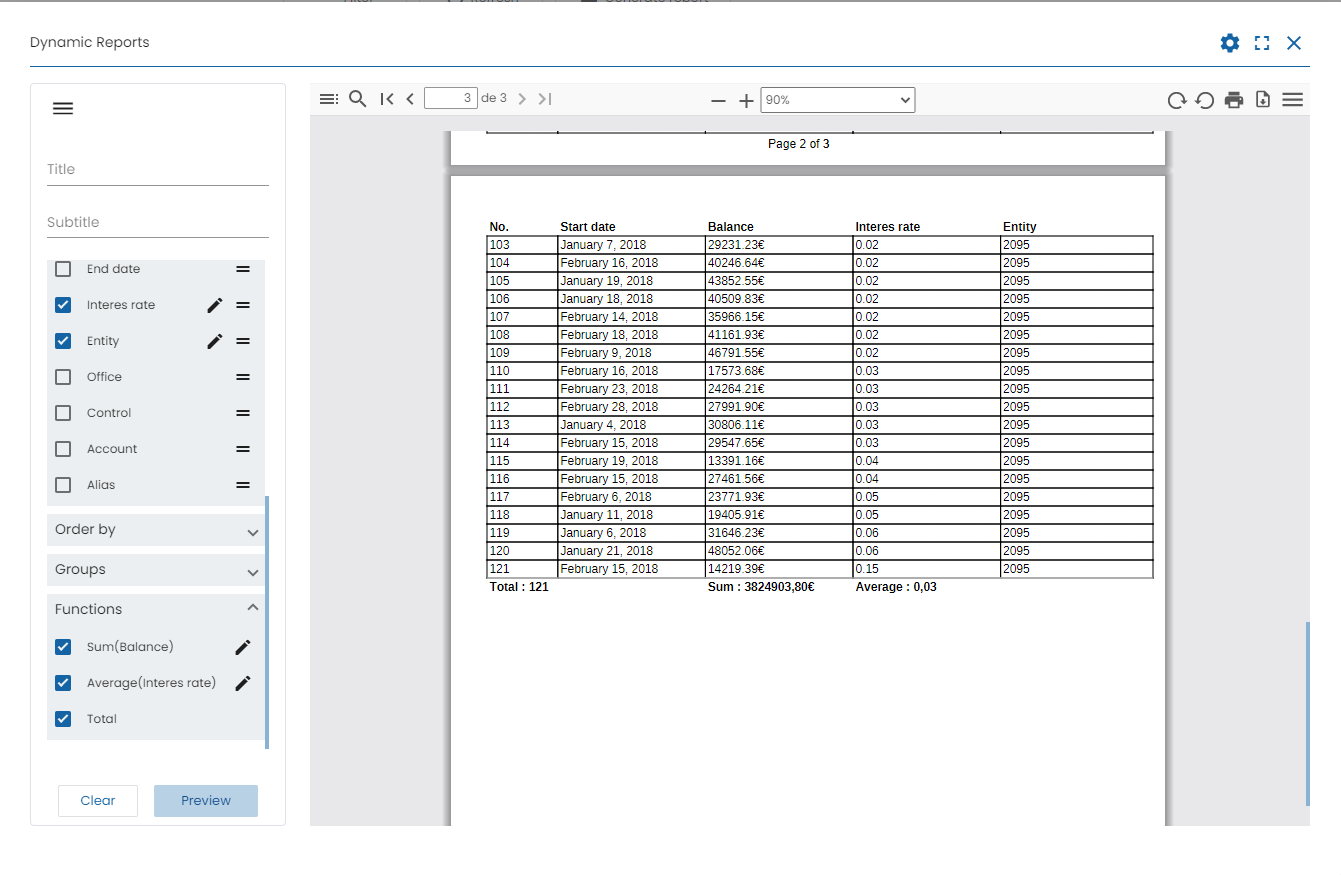 Dynamic Reports
Title
Subtitle
End date
Interes rate
Entity
Office
Control
Account
Alias
Order by
Groups
Functions
Sum(Balance)
Average(Interes rate)
Total
Clear Preview
3 de 3 90%
Page 2 of 3
No. Start date Balance Interes rate Entity
103 January 7, 2018 29231.23€ 0.02 2095
104 February 16, 2018 40246.64€ 0.02 2095
105 January 19, 2018 43852.55€ 0.02 2095
106 January 18, 2018 40509.83€ 0.02 2095
107 February 14, 2018 35966.15€ 0.02 2095
108 February 18, 2018 41161.93€ 0.02 2095
109 February 9, 2018 46791.55€ 0.02 2095
110 February 16, 2018 17573.68€ 0.03 2095
111 February 23, 2018 24264.21€ 0.03 2095
112 February 28, 2018 27991.90€ 0.03 2095
113 January 4, 2018 30806.11€ 0.03 2095
114 February 15, 2018 29547.65€ 0.03 2095
115 February 19, 2018 13391.16€ 0.04 2095
116 February 15, 2018 27461.56€ 0.04 2095
117 February 6, 2018 23771.93€ 0.05 2095
118 January 11, 2018 19405.91€ 0.05 2095
119 January 6, 2018 31646.23€ 0.06 2095
120 January 21, 2018 48052.06€ 0.06 2095
121 February 15, 2018 14219.39€ 0.15 2095
Total : 121 Sum : 3824903,80€ Average : 0,03